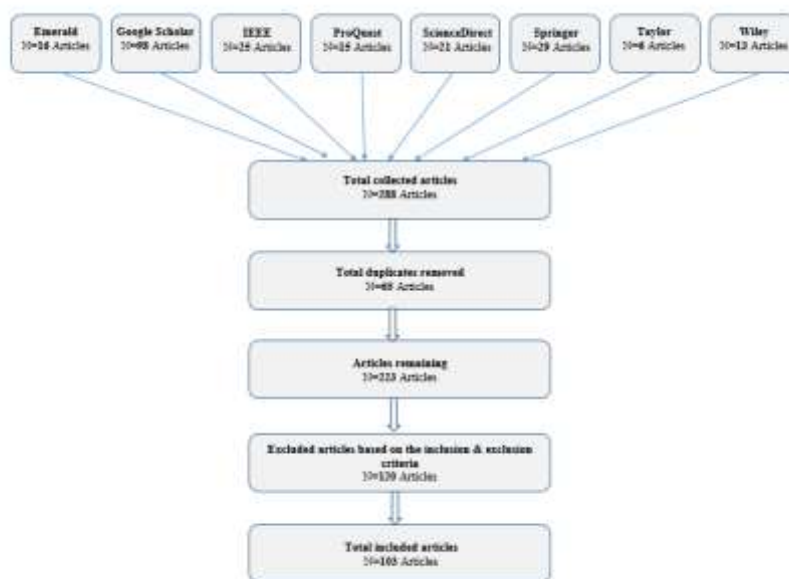 Emerald
N=16 Articles
Google Scholar
N=98 Articles
IEEE
N=25 Articles
ProQuest
N=15 Articles
ScienceDirect
N=21 Articles
Springer
N=29 Articles
Taylor
N=6 Articles
Wiley
N=13 Articles
Total collected articles
N=288 Articles
Total duplicates removed
N=65 Articles
Articles remaining
N=223 Articles
Excluded articles based on the inclusion & exclusion
criteria
N=120 Articles
Total included articles
N=103 Articles